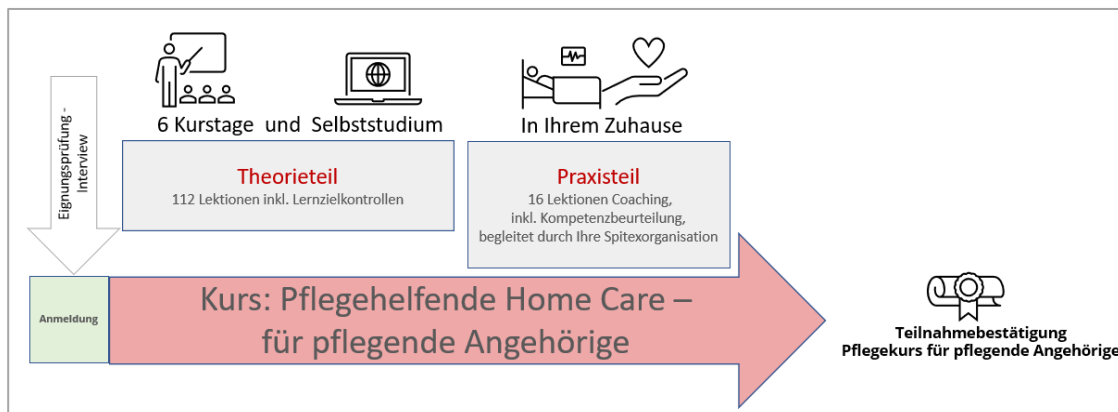 Eignungsprüfung -
Interview
6 Kurstage und Selbststudium
Theorieteil
112 Lektionen inkl. Lernzielkontrollen
In Ihrem Zuhause
Praxisteil
16 Lektionen Coaching,
inkl. Kompetenzbeurteilung,
begleitet durch Ihre Spitexorganisation
Anmeldung
Kurs: Pflegehelfende Home Care –
für pflegende Angehörige
Teilnahmebestätigung
Pflegekurs für pflegende Angehörige